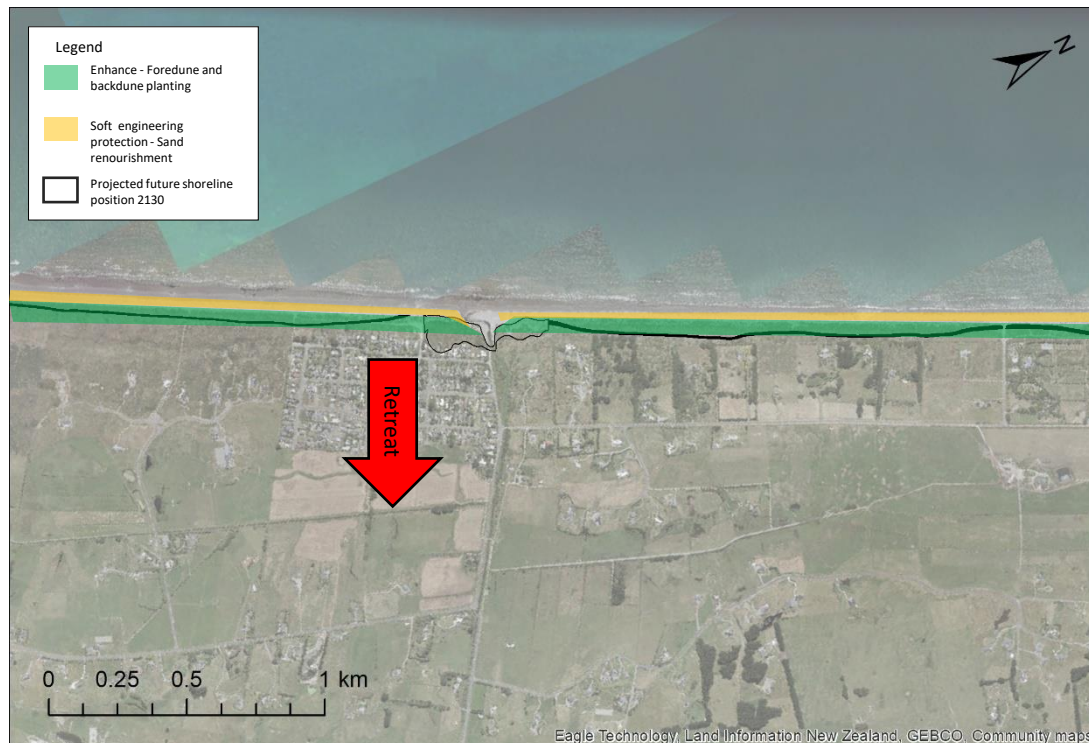 Legend
Enhance - Foredune and
backdune planting
Soft engineering
protection - Sand
renourishment
Projected future shoreline
position 2130
N
Retreat
0 0.25 0.5 1 km
Eagle Technology, Land Information New Zealand, GEBCO, Community maps